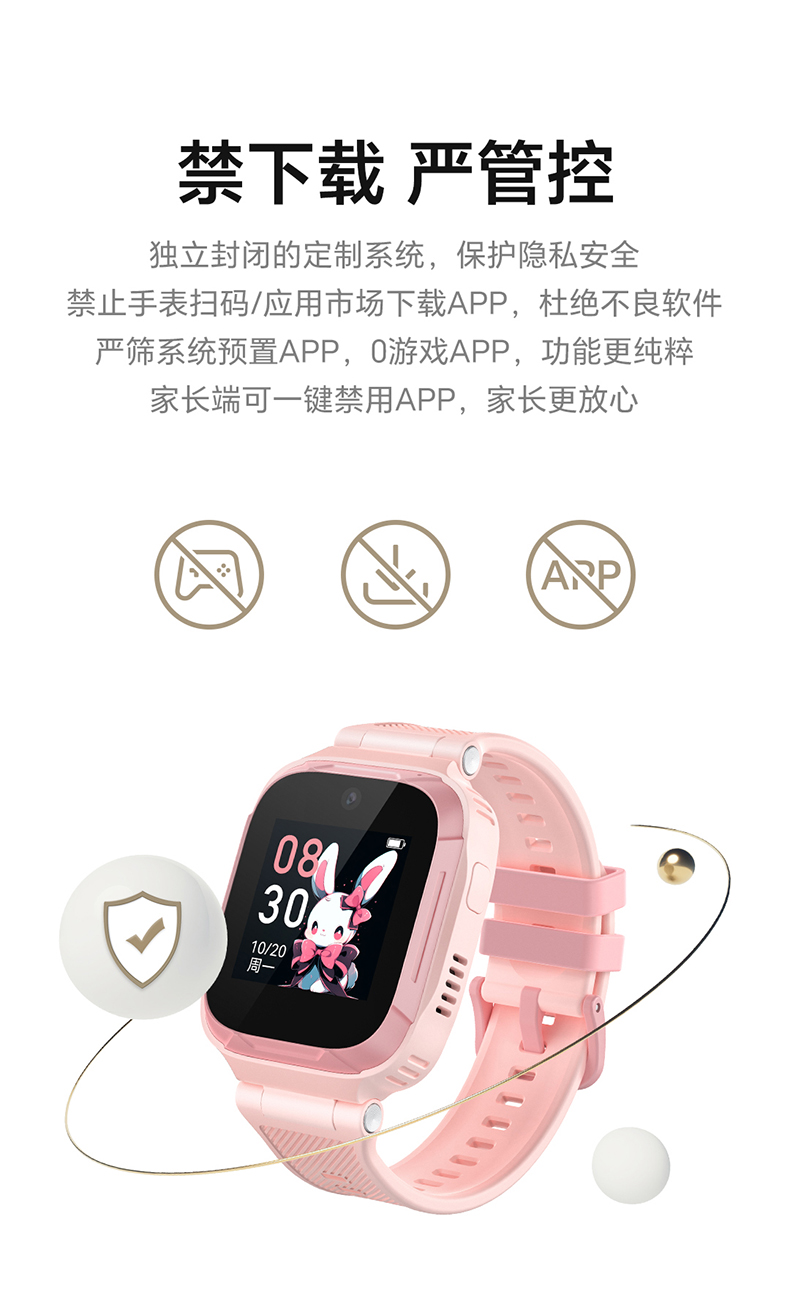 禁下载 严管控
独立封闭的定制系统，保护隐私安全
禁止手表扫码/应用市场下载APP，杜绝不良软件
严筛系统预置APP，0游戏APP，功能更纯粹
家长端可一键禁用APP，家长更放心
APP
08
30
10/20
周一